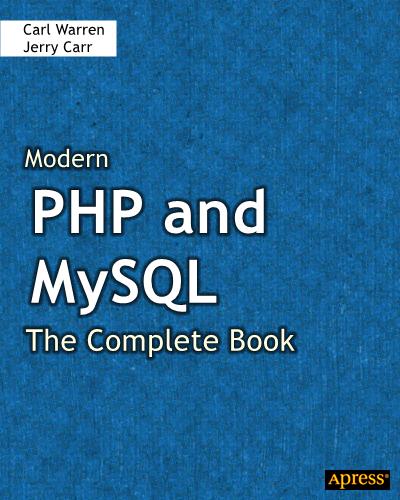 Carl Warren
Jerry Carr
Modern
PHP and
MySQL
The Complete Book
Apress®